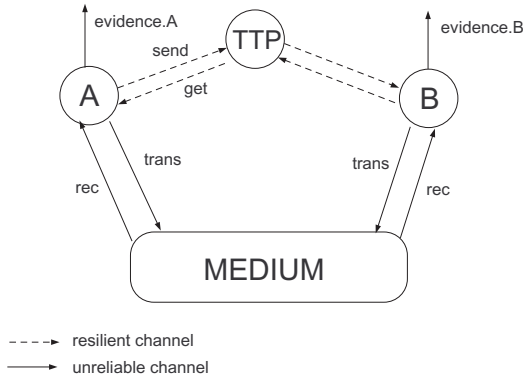 evidence.A
evidence.B
send
TTP
get
A
B
trans
trans
rec
rec
MEDIUM
resilient channel
unreliable channel